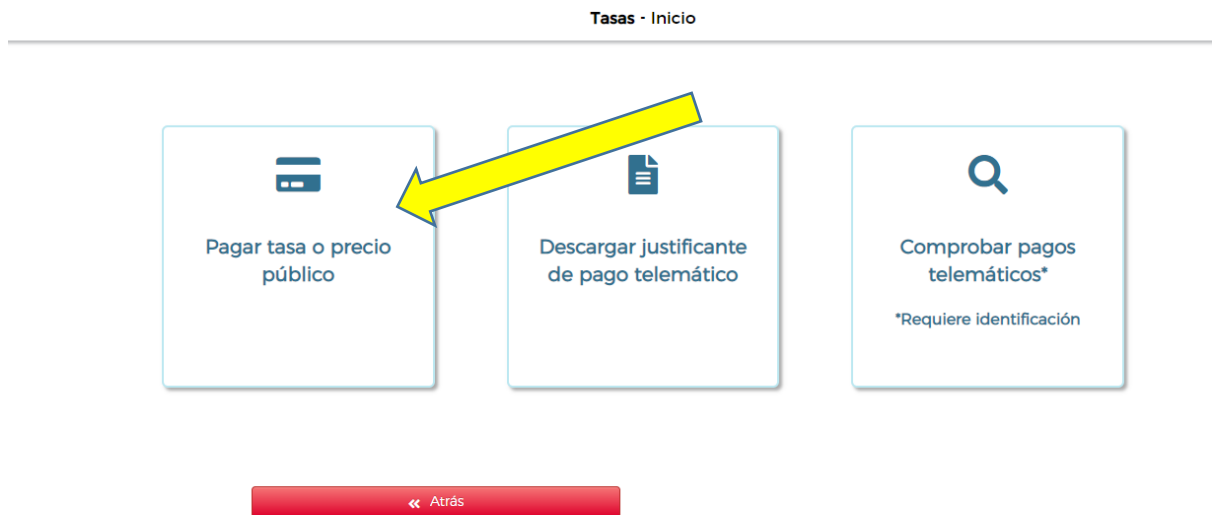 Tasas - Inicio
Pagar tasa o precio
público
Descargar justificante
de pago telemático
Comprobar pagos
telemáticos*
*Requiere identificación
« Atrás